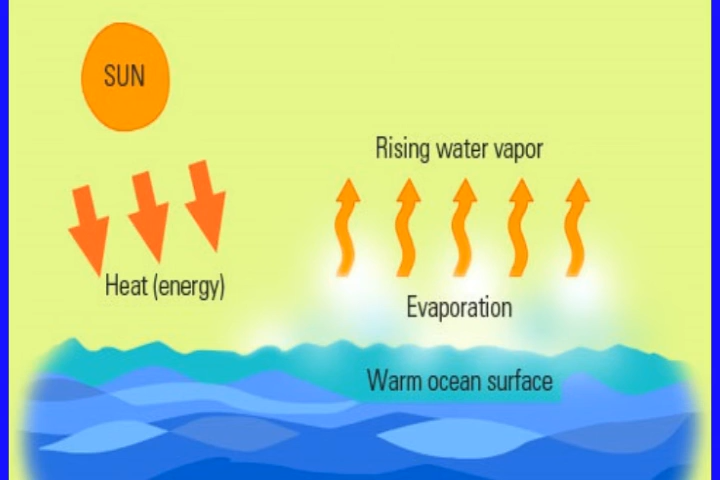 SUN
Rising water vapor
Heat (energy)
Evaporation
Warm ocean surface